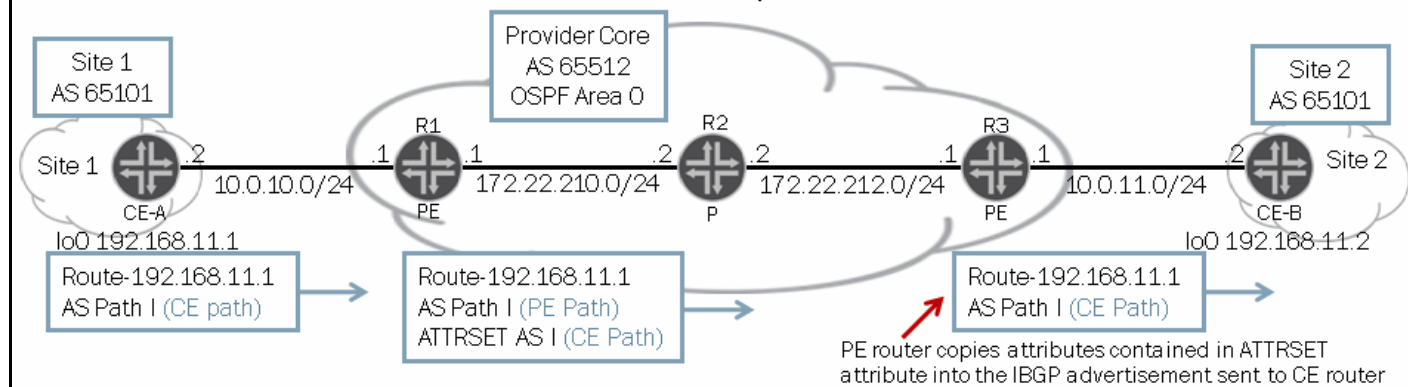 Provider Core
AS 65512
OSPF Area 0
Site 1
AS 65101
Site 2
AS 65101
R1
R2
R3
Site 1
.2
.1
.1
.2
.2
.1
.1
.2
Site 2
10.0.10.0/24
172.22.210.0/24
172.22.212.0/24
10.0.11.0/24
CE-A
PE
P
PE
CE-B
lo0 192.168.11.1
lo0 192.168.11.2
Route-192.168.11.1
AS Path I (CE path)
Route-192.168.11.1
AS Path I (PE Path)
ATTRSET AS I (CE Path)
Route-192.168.11.1
AS Path I (CE Path)
PE router copies attributes contained in ATTRSET
attribute into the IBGP advertisement sent to CE router